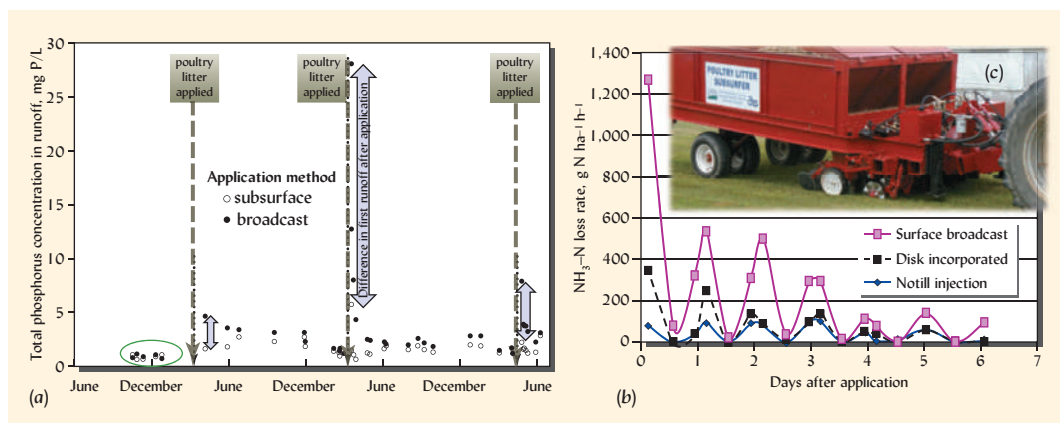 Total phosphorus concentration in runoff, mg P/L
30
25
20
15
10
5
0
poultry
litter
applied
poultry
litter
applied
poultry
litter
applied
Application method
subsurface
broadcast
Difference in first runoff after application
June
December
June
December
June
December
June
(a)
NH₃–N loss rate, g N ha⁻¹ h⁻¹
1,400
1,200
1,000
800
600
400
200
0
(c)
POULTRY LITTER
SUBSURFER
Surface broadcast
Disk incorporated
Notill injection
0
1
2
3
4
5
6
7
Days after application
(b)